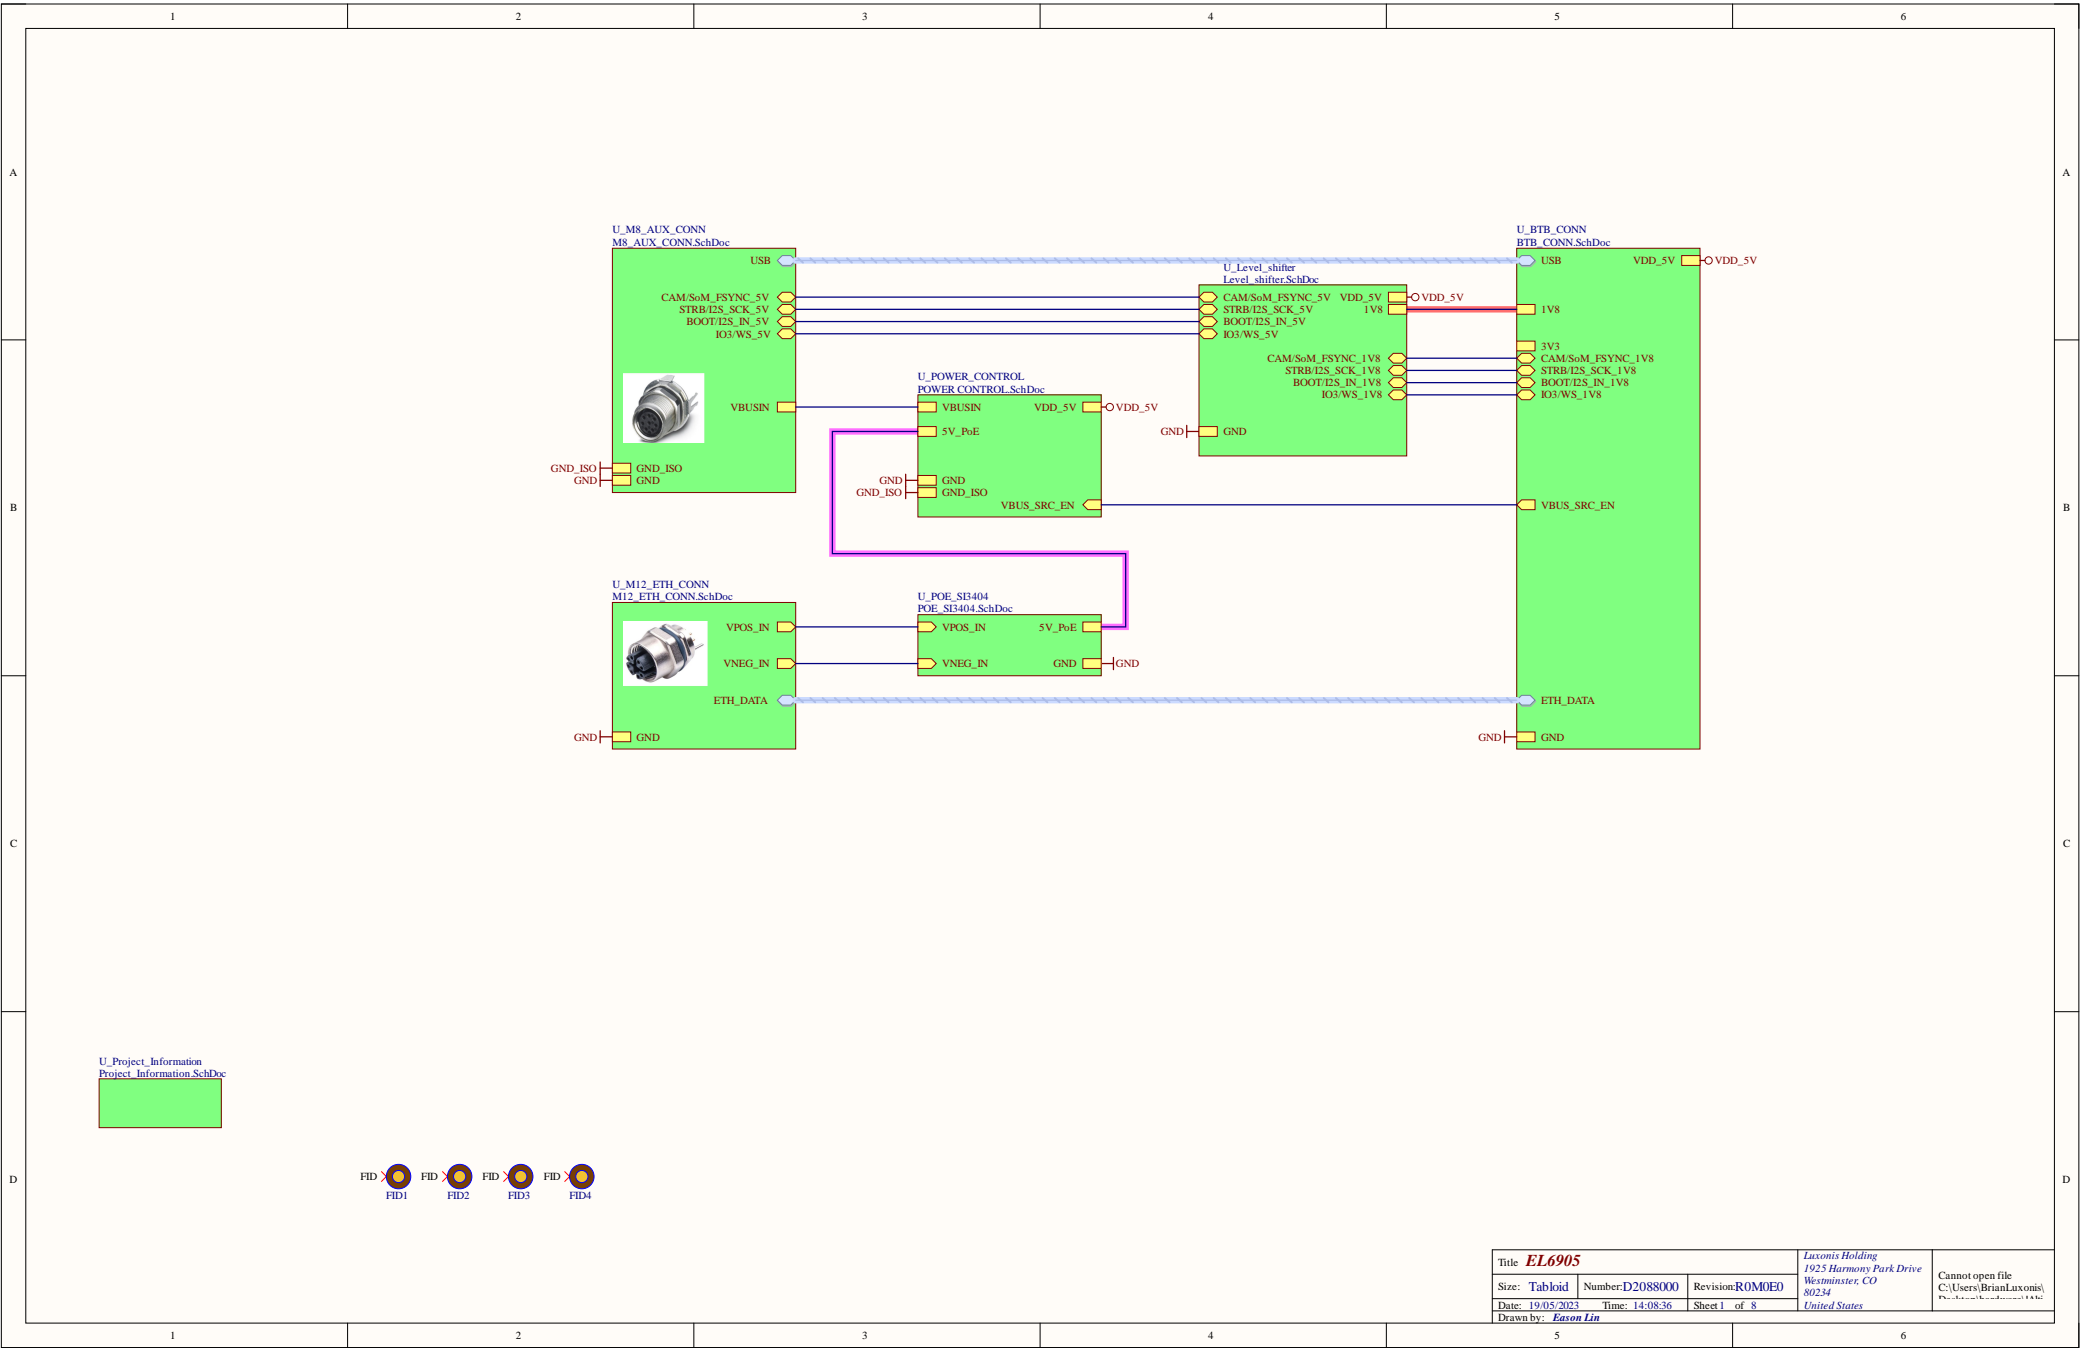 1 2 3 4 5 6
A A
B B
C C
D D
U_M8_AUX_CONN
M8_AUX_CONN.SchDoc
USB
CAM/SoM_FSYNC_5V
STRB/I2S_SCK_5V
BOOT/I2S_IN_5V
IO3/WS_5V
VBUSIN
GND_ISO GND_ISO
GND GND
U_Level_shifter
Level_shifter.SchDoc
CAM/SoM_FSYNC_5V VDD_5V VDD_5V
STRB/I2S_SCK_5V 1V8
BOOT/I2S_IN_5V
IO3/WS_5V
CAM/SoM_FSYNC_1V8
STRB/I2S_SCK_1V8
BOOT/I2S_IN_1V8
IO3/WS_1V8
GND GND
U_BTB_CONN
BTB_CONN.SchDoc
USB VDD_5V VDD_5V
1V8
3V3
CAM/SoM_FSYNC_1V8
STRB/I2S_SCK_1V8
BOOT/I2S_IN_1V8
IO3/WS_1V8
VBUS_SRC_EN
ETH_DATA
GND GND
U_POWER_CONTROL
POWER CONTROL.SchDoc
VBUSIN VDD_5V VDD_5V
5V_PoE
GND GND
GND_ISO GND_ISO
VBUS_SRC_EN
U_M12_ETH_CONN
M12_ETH_CONN.SchDoc
VPOS_IN
VNEG_IN
ETH_DATA
GND GND
U_POE_SI3404
POE_SI3404.SchDoc
VPOS_IN 5V_PoE
VNEG_IN GND GND
U_Project_Information
Project_Information.SchDoc
FID FID FID FID
FID1 FID2 FID3 FID4
Title EL6905
Size: Tabloid Number:D2088000 Revision:R0M0E0
Date: 19/05/2023 Time: 14:08:36 Sheet 1 of 8
Drawn by: Eason Lin
Luxonis Holding
1925 Harmony Park Drive
Westminster, CO
80234
United States
Cannot open file
C:\Users\BrianLuxonis\
1 2 3 4 5 6